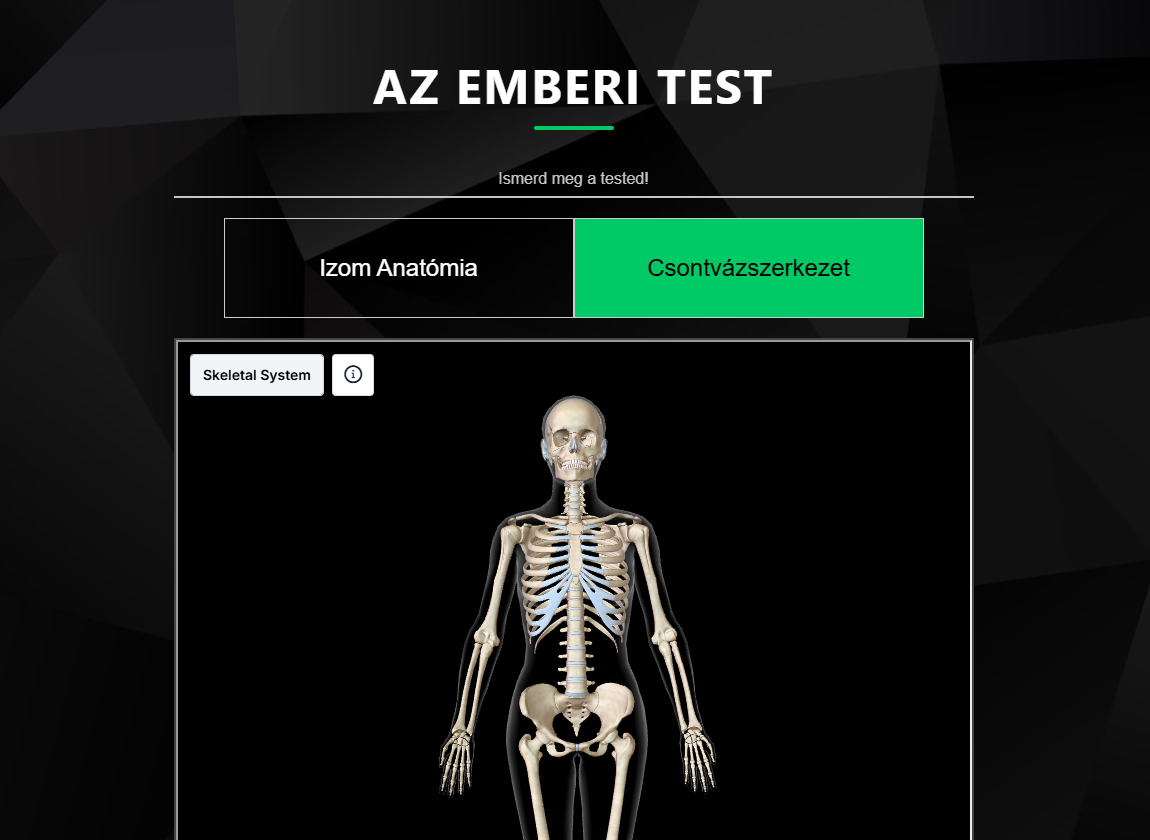 AZ EMBERI TEST
Ismerd meg a tested!
Izom Anatómia
Csontvázszerkezet
Skeletal System